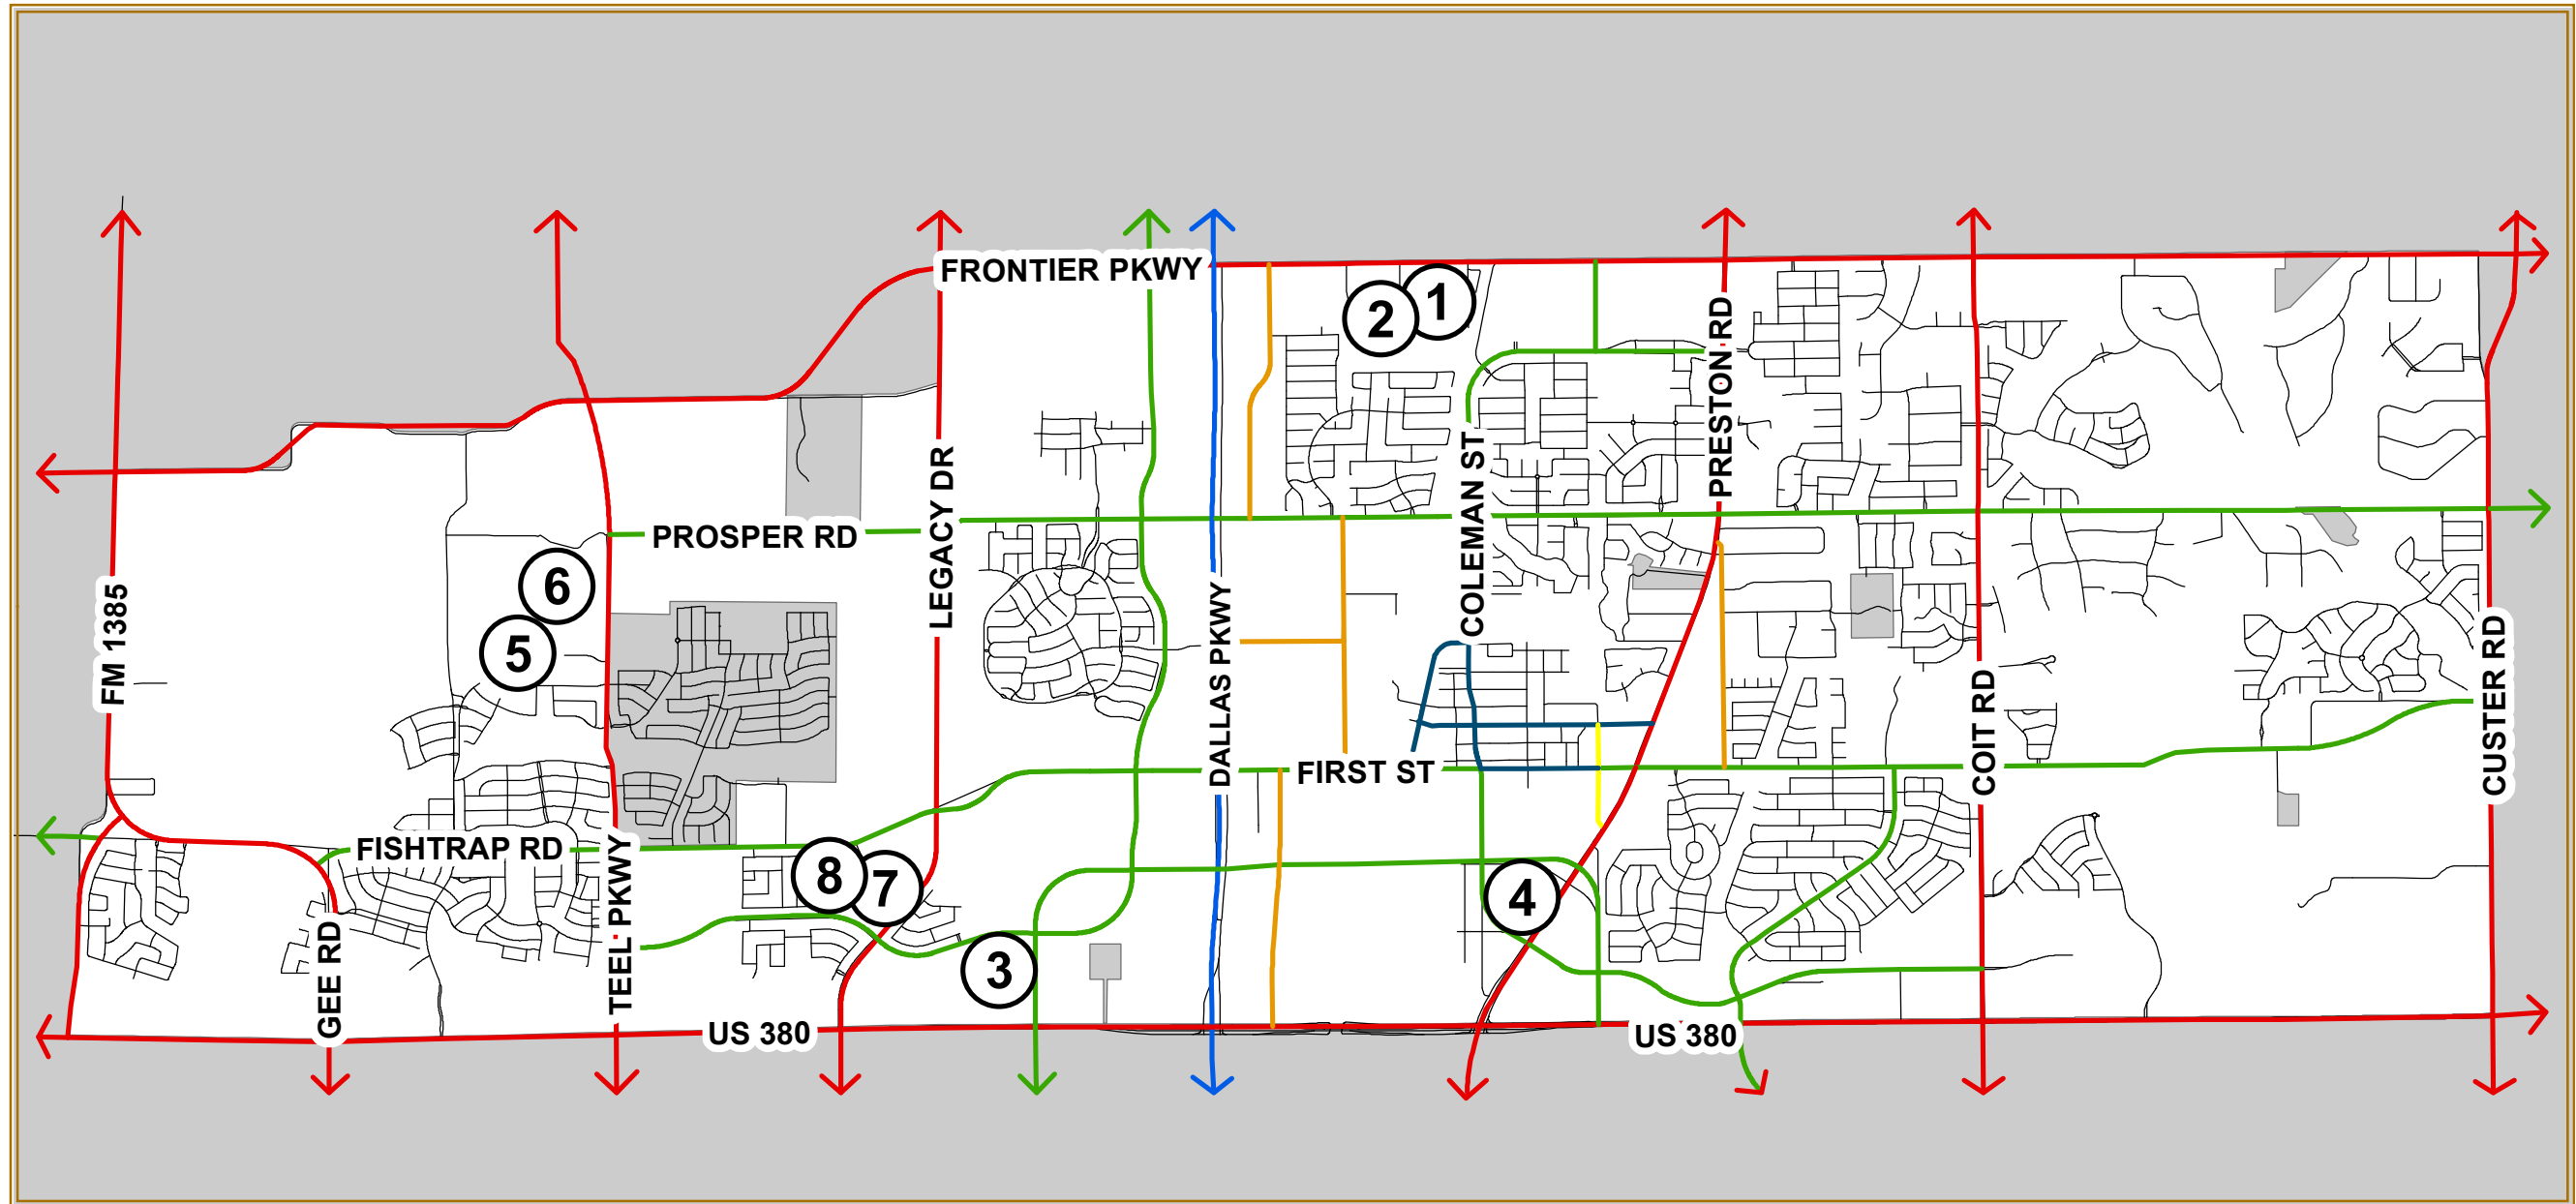 FRONTIER PKWY
1
2
PRESTON RD
LEGACY DR
COLEMAN ST
PROSPER RD
6
5
FM 1385
DALLAS PKWY
CUSTER RD
COIT RD
FIRST ST
FISHTRAP RD
8
7
4
TEEL PKWY
GEE RD
3
US 380
US 380